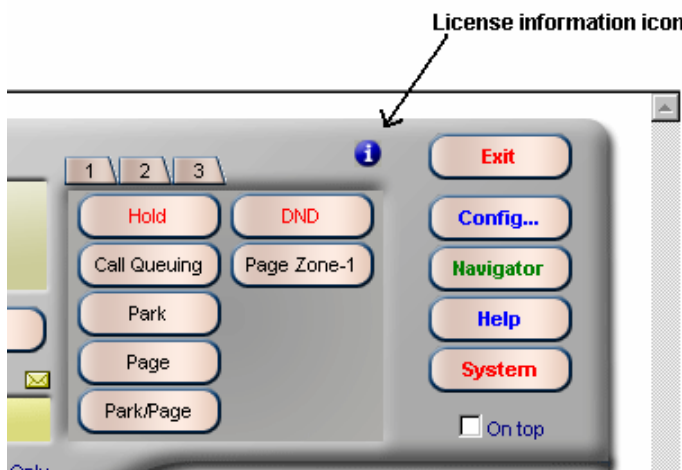 License information icon
1 2 3
i
Exit
Hold DND
Config...
Call Queuing Page Zone-1
Navigator
Park
Help
Page
System
Park/Page
On top